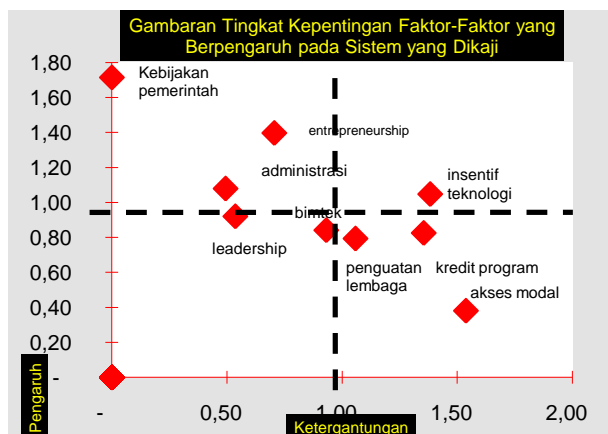 Gambaran Tingkat Kepentingan Faktor-Faktor yang
Berpengaruh pada Sistem yang Dikaji
1,80
Kebijakan
pemerintah
1,60
1,40
entrepreneurship
1,20
administrasi
insentif
teknologi
1,00
bimtek
0,80
leadership
penguatan
lembaga
kredit program
0,60
akses modal
0,40
0,20
-
Pengaruh
-
0,50
1,00
1,50
2,00
Ketergantungan